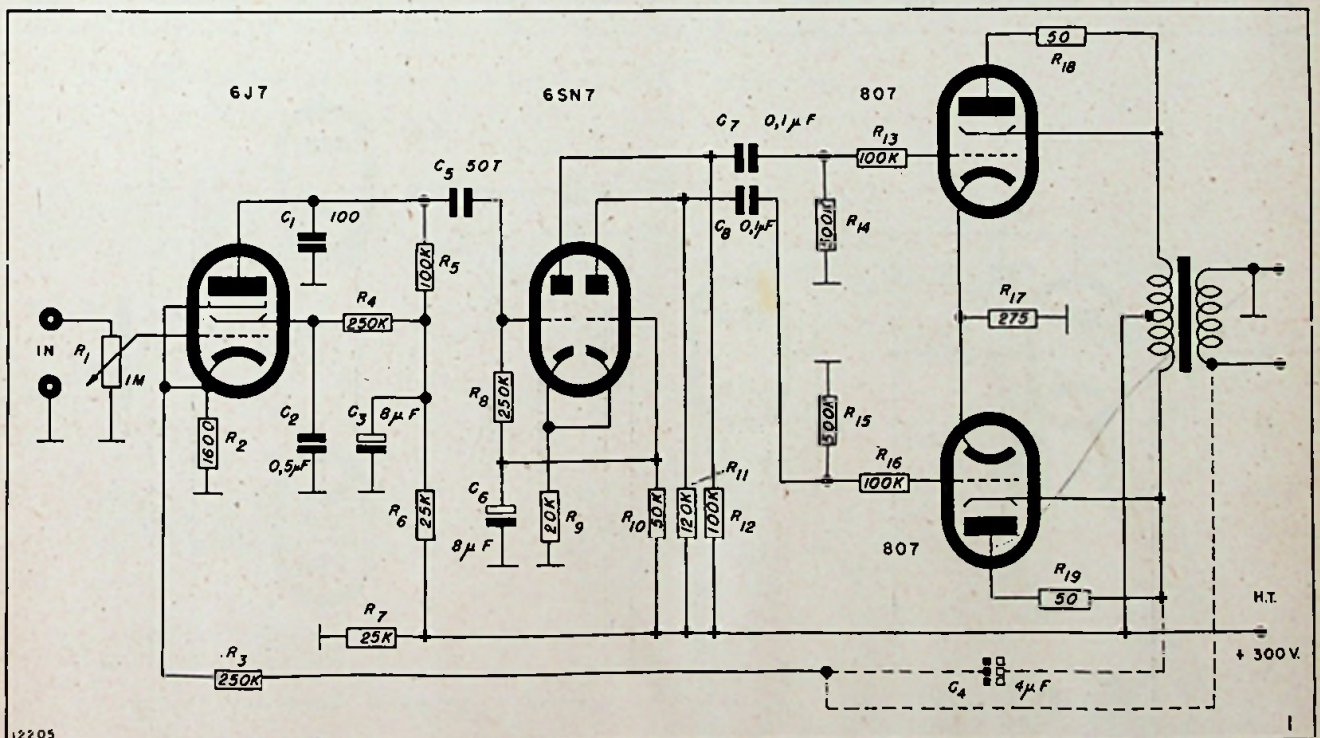 6J7
6SN7
807
50
R18
C7 0,1µF
R13
100K
C5 50T
C1 100
C8 0,1µF
R14
R5
100K
R4
250K
R17
275
IN
R1
1M
R2
1600
C2
0,5µF
C3 8µF
R8
250K
R15
500K
R16
100K
R6
25K
C6
8µF
R9
20K
R10
50K
R11
120K
R12
100K
807
R19
50
H.T.
+ 300 V.
R7
25K
R3
250K
C4 4µF
12205
1